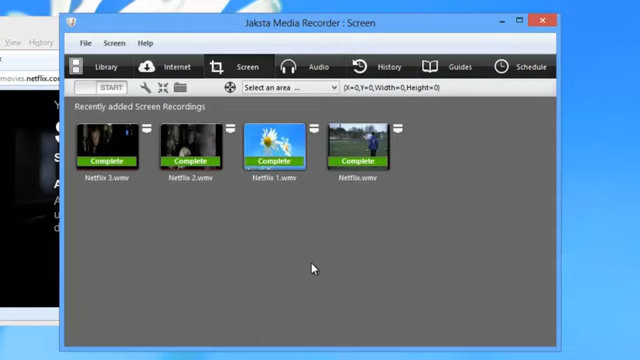 Jaksta Media Recorder : Screen
View History
File Screen Help
movies.netflix.co
Library Internet Screen Audio History Guides Schedule
START Select an area ... (X=0,Y=0,Width=0,Height=0)
Recently added Screen Recordings
Complete Complete Complete Complete
Netflix 3.wmv Netflix 2.wmv Netflix 1.wmv Netflix.wmv